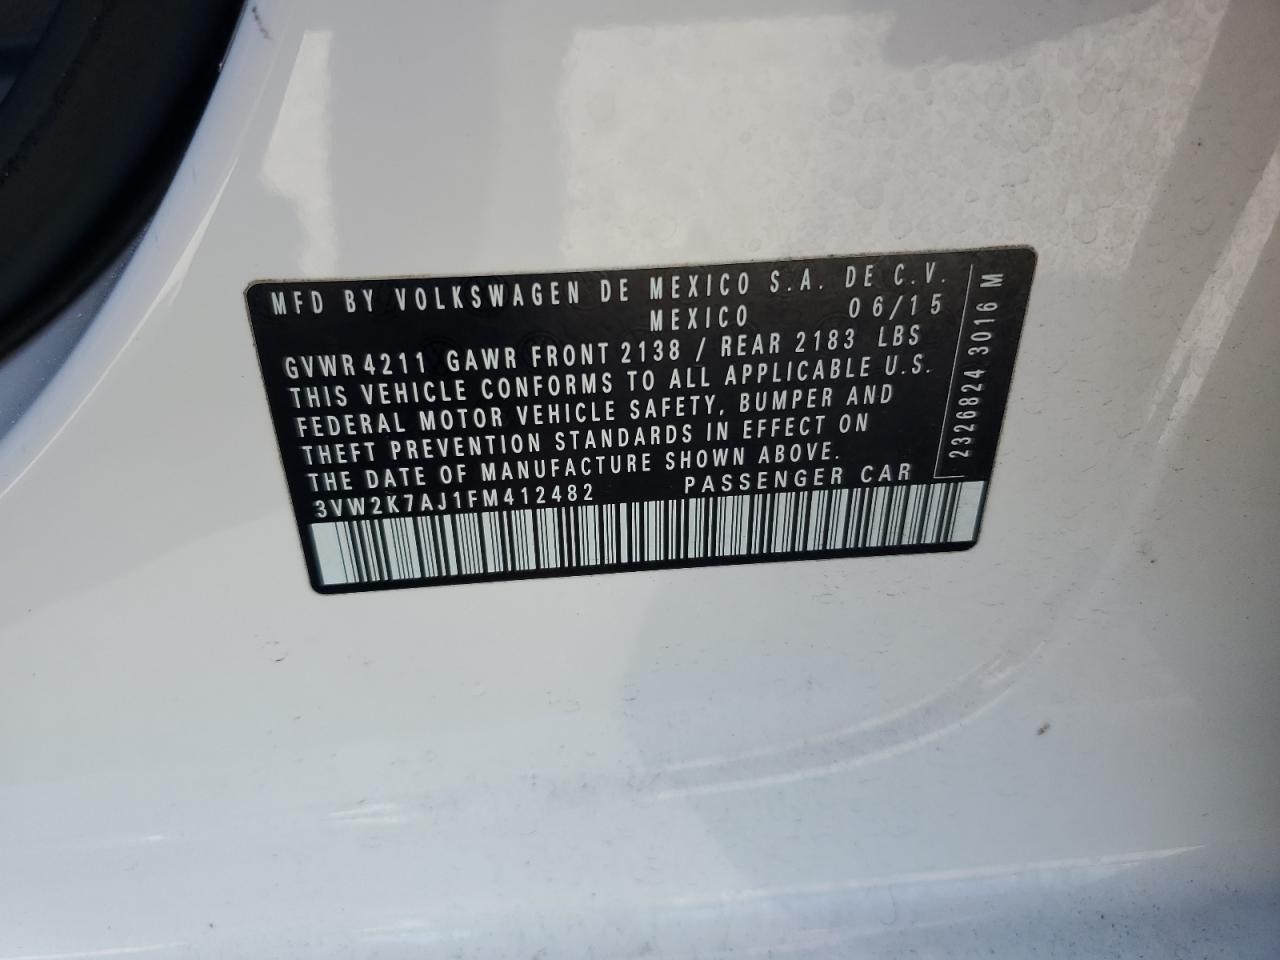 MFD BY VOLKSWAGEN DE MEXICO S.A. DE C.V.
MEXICO 06/15
GVWR 4211 GAWR FRONT 2138 / REAR 2183 LBS
THIS VEHICLE CONFORMS TO ALL APPLICABLE U.S.
FEDERAL MOTOR VEHICLE SAFETY, BUMPER AND
THEFT PREVENTION STANDARDS IN EFFECT ON
THE DATE OF MANUFACTURE SHOWN ABOVE.
3VW2K7AJ1FM412482 PASSENGER CAR
2326824 3016 M